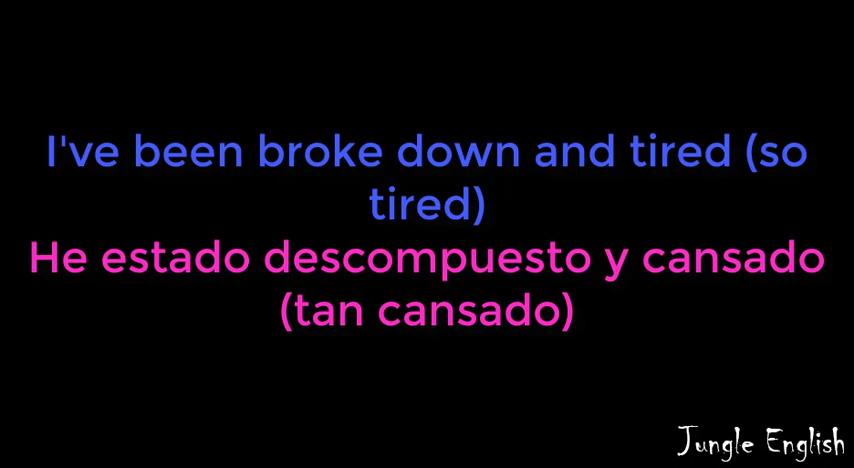 I've been broke down and tired (so
tired)
He estado descompuesto y cansado
(tan cansado)
Jungle English